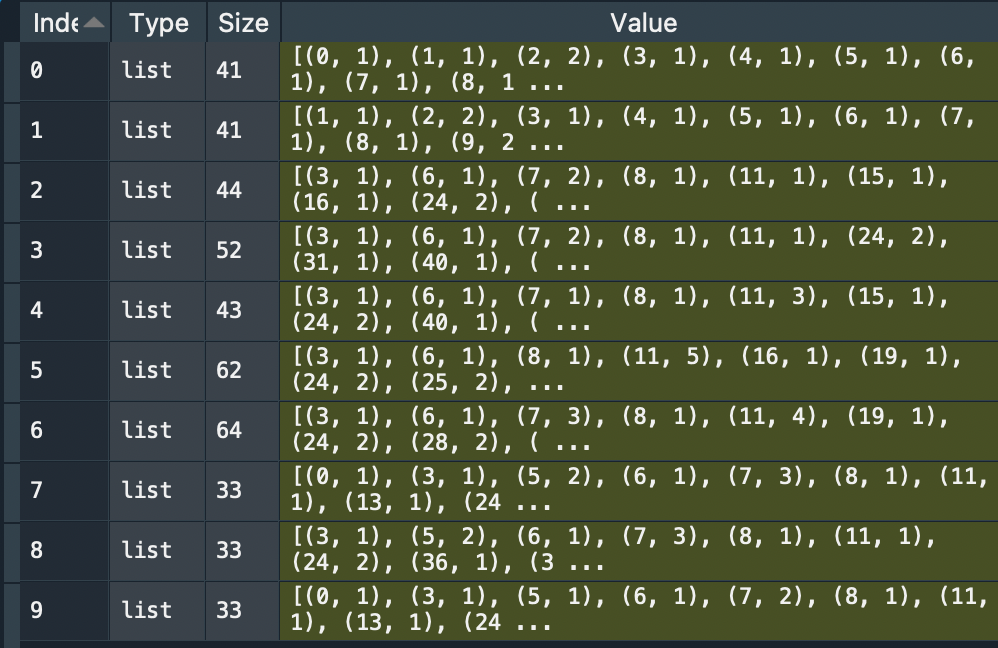 Inde Type Size Value
0 list 41 [(0, 1), (1, 1), (2, 2), (3, 1), (4, 1), (5, 1), (6,
1), (7, 1), (8, 1 ...
1 list 41 [(1, 1), (2, 2), (3, 1), (4, 1), (5, 1), (6, 1), (7,
1), (8, 1), (9, 2 ...
2 list 44 [(3, 1), (6, 1), (7, 2), (8, 1), (11, 1), (15, 1),
(16, 1), (24, 2), ( ...
3 list 52 [(3, 1), (6, 1), (7, 2), (8, 1), (11, 1), (24, 2),
(31, 1), (40, 1), ( ...
4 list 43 [(3, 1), (6, 1), (7, 1), (8, 1), (11, 3), (15, 1),
(24, 2), (40, 1), ( ...
5 list 62 [(3, 1), (6, 1), (8, 1), (11, 5), (16, 1), (19, 1),
(24, 2), (25, 2), ...
6 list 64 [(3, 1), (6, 1), (7, 3), (8, 1), (11, 4), (19, 1),
(24, 2), (28, 2), ( ...
7 list 33 [(0, 1), (3, 1), (5, 2), (6, 1), (7, 3), (8, 1), (11,
1), (13, 1), (24 ...
8 list 33 [(3, 1), (5, 2), (6, 1), (7, 3), (8, 1), (11, 1),
(24, 2), (36, 1), (3 ...
9 list 33 [(0, 1), (3, 1), (5, 1), (6, 1), (7, 2), (8, 1), (11,
1), (13, 1), (24 ...